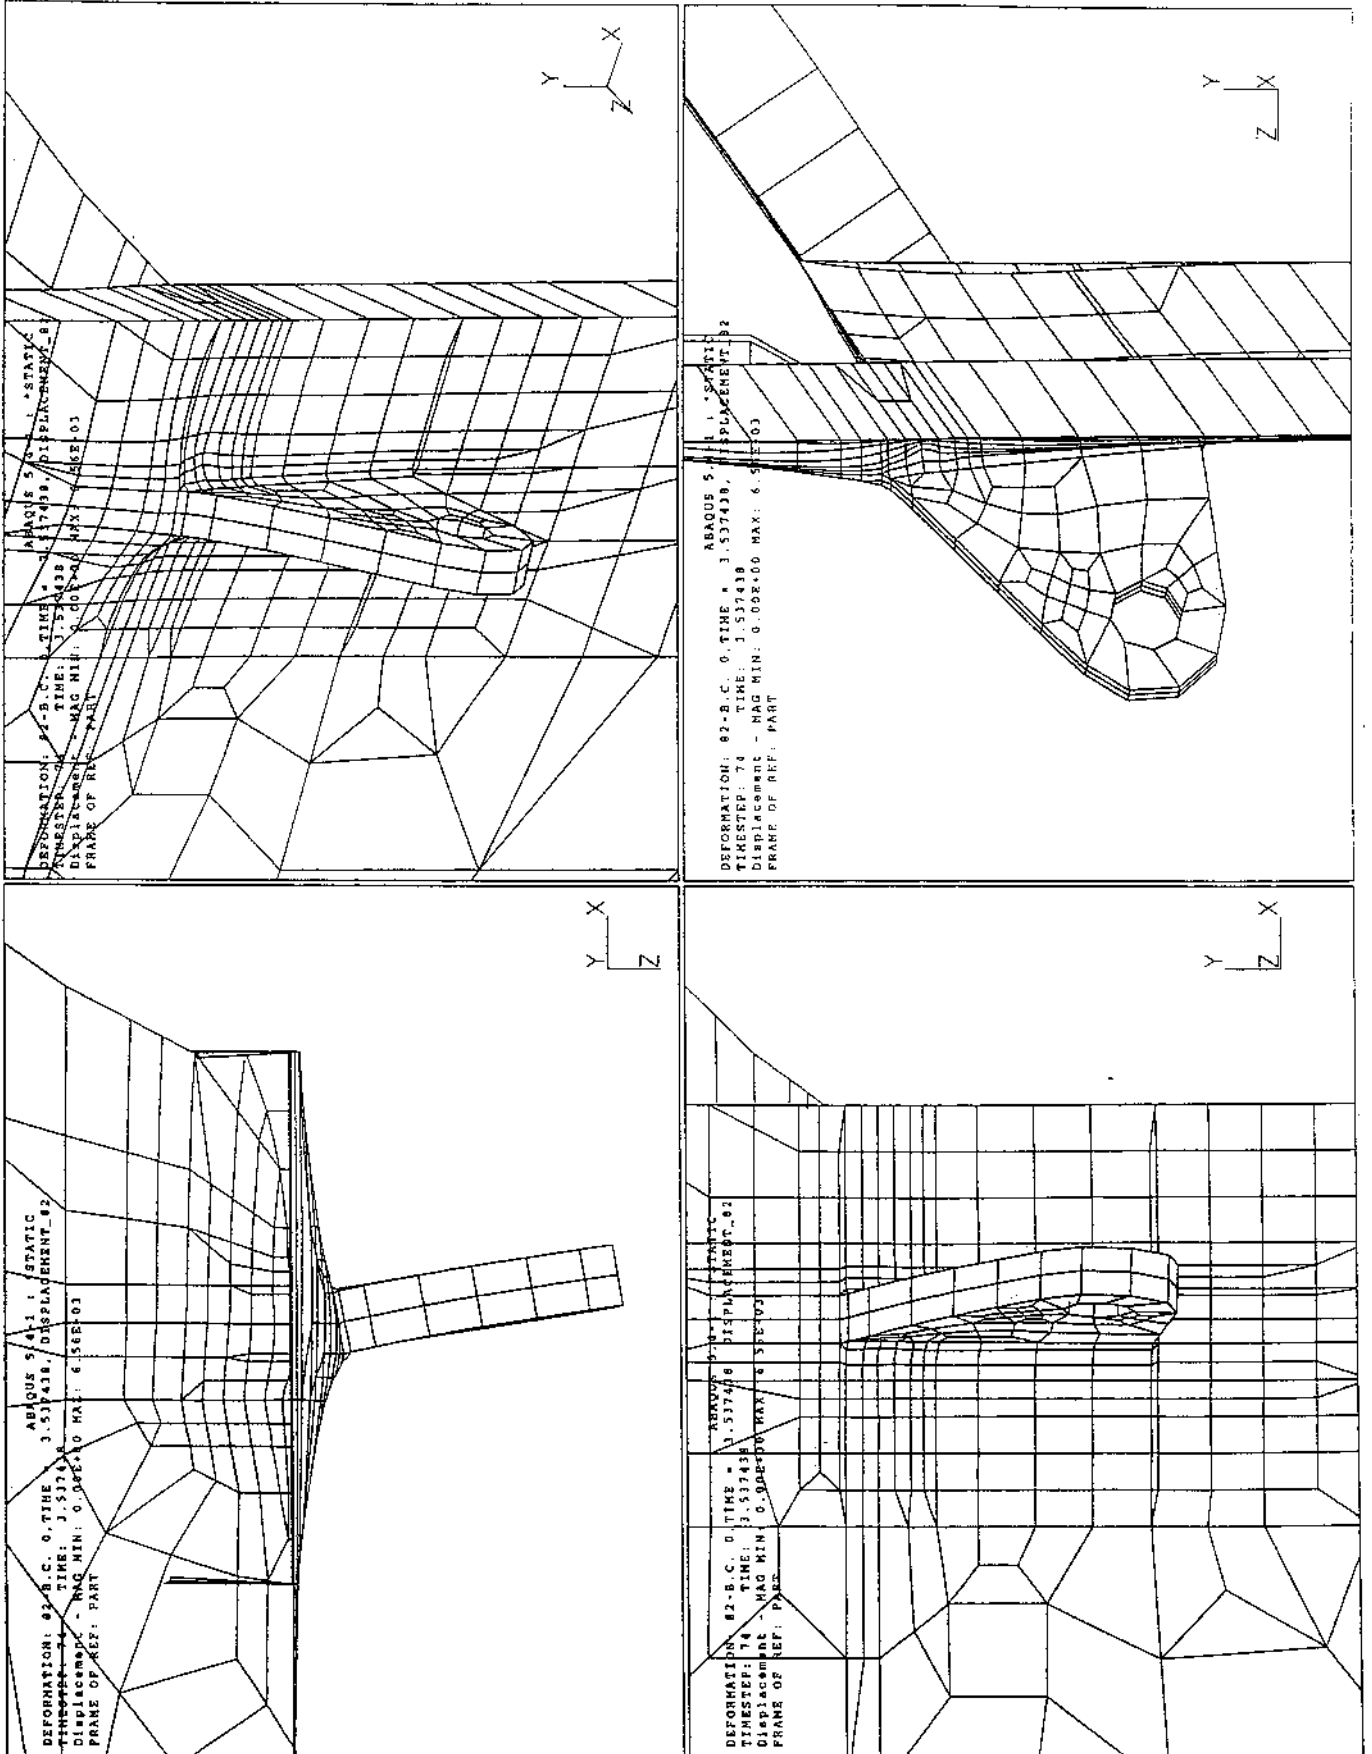 ABAQUS 5.4-1 : *STATIC
DEFORMATION: 82-B.C. 0,TIME = 3.537438, DISPLACEMENT_82
TIMESTEP: 74 TIME: 3.537438
Displacement - MAG MIN: 0.00E+00 MAX: 6.56E-03
FRAME OF REF: PART
Y
X
Z
ABAQUS 5.4-1 : *STATIC
DEFORMATION: 82-B.C. 0,TIME = 3.537438, DISPLACEMENT_82
TIMESTEP: 74 TIME: 3.537438
Displacement - MAG MIN: 0.00E+00 MAX: 6.56E-03
FRAME OF REF: PART
Y
X
Z
ABAQUS 5.4-1 : *STATIC
DEFORMATION: 82-B.C. 0,TIME = 3.537438, DISPLACEMENT_82
TIMESTEP: 74 TIME: 3.537438
Displacement - MAG MIN: 0.00E+00 MAX: 6.56E-03
FRAME OF REF: PART
Y
Z
X
ABAQUS 5.4-1 : *STATIC
DEFORMATION: 82-B.C. 0,TIME = 3.537438, DISPLACEMENT_82
TIMESTEP: 74 TIME: 3.537438
Displacement - MAG MIN: 0.00E+00 MAX: 6.56E-03
FRAME OF REF: PART
Y
Z
X